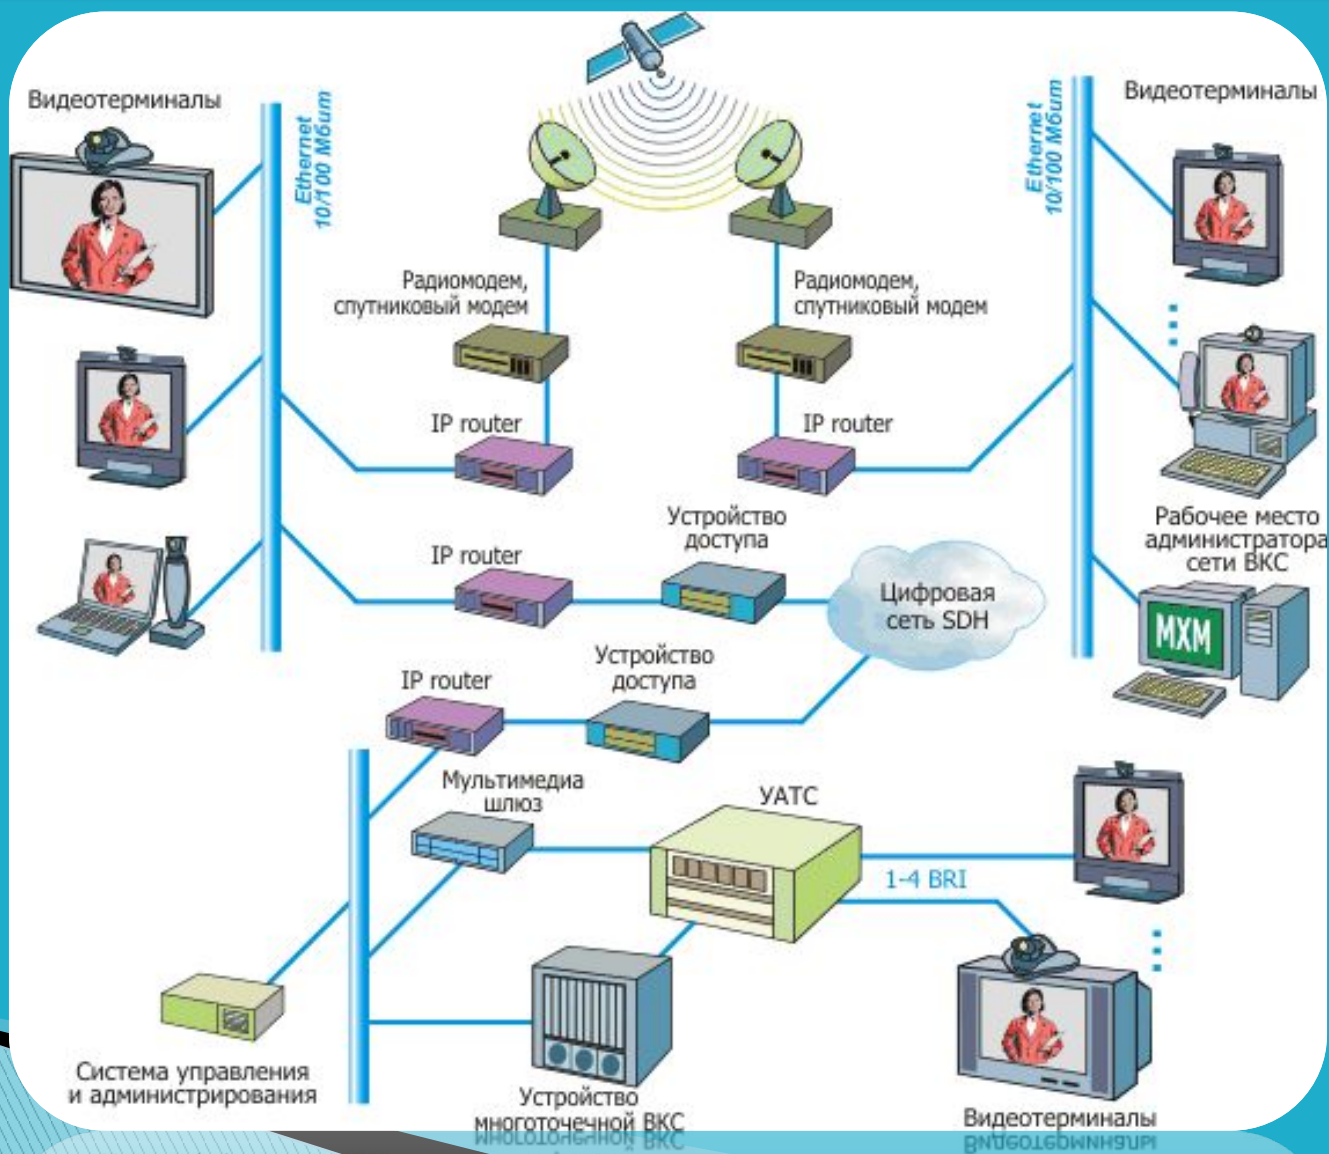 Видеотерминалы
Ethernet
10/100 Мбит
Ethernet
10/100 Мбит
Видеотерминалы
Радиомодем,
спутниковый модем
Радиомодем,
спутниковый модем
IP router
IP router
Устройство
доступа
Рабочее место
администратора
сети ВКС
IP router
Цифровая
сеть SDH
МХМ
Устройство
доступа
IP router
Мультимедиа
шлюз
УАТС
1-4 BRI
Система управления
и администрирования
Устройство
многоточечной ВКС
Видеотерминалы